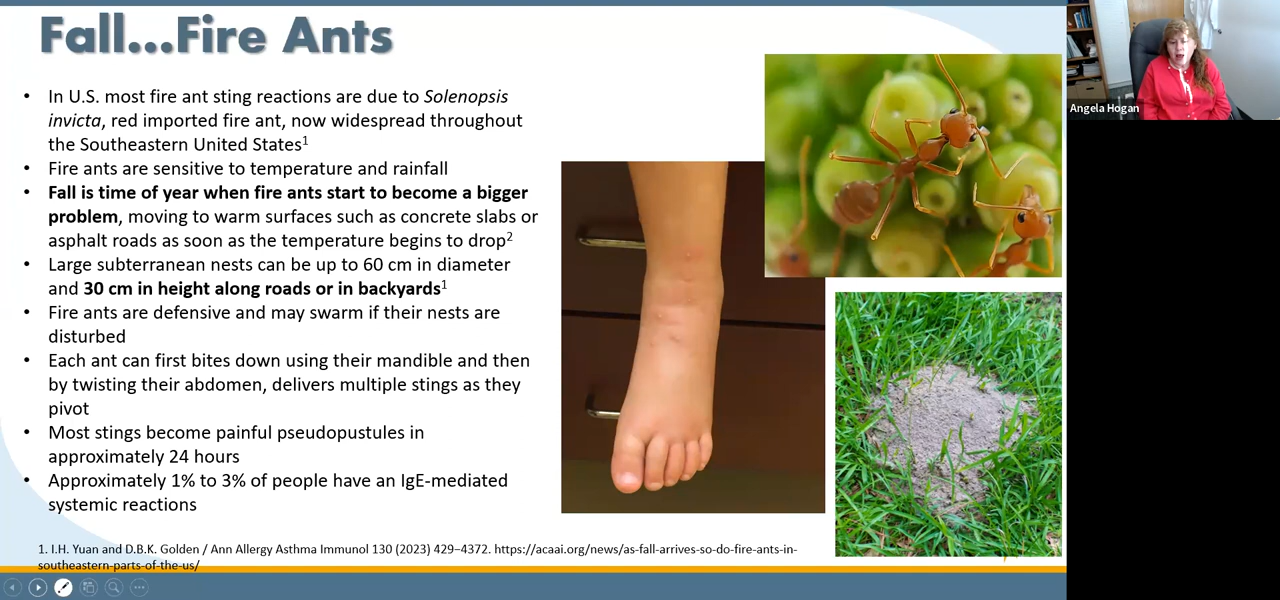 Fall...Fire Ants
• In U.S. most fire ant sting reactions are due to Solenopsis
invicta, red imported fire ant, now widespread throughout
the Southeastern United States1
• Fire ants are sensitive to temperature and rainfall
• Fall is time of year when fire ants start to become a bigger
problem, moving to warm surfaces such as concrete slabs or
asphalt roads as soon as the temperature begins to drop2
• Large subterranean nests can be up to 60 cm in diameter
and 30 cm in height along roads or in backyards1
• Fire ants are defensive and may swarm if their nests are
disturbed
• Each ant can first bites down using their mandible and then
by twisting their abdomen, delivers multiple stings as they
pivot
• Most stings become painful pseudopustules in
approximately 24 hours
• Approximately 1% to 3% of people have an IgE-mediated
systemic reactions
1. I.H. Yuan and D.B.K. Golden / Ann Allergy Asthma Immunol 130 (2023) 429−4372. https://acaai.org/news/as-fall-arrives-so-do-fire-ants-in-
southeastern-parts-of-the-us/
Angela Hogan